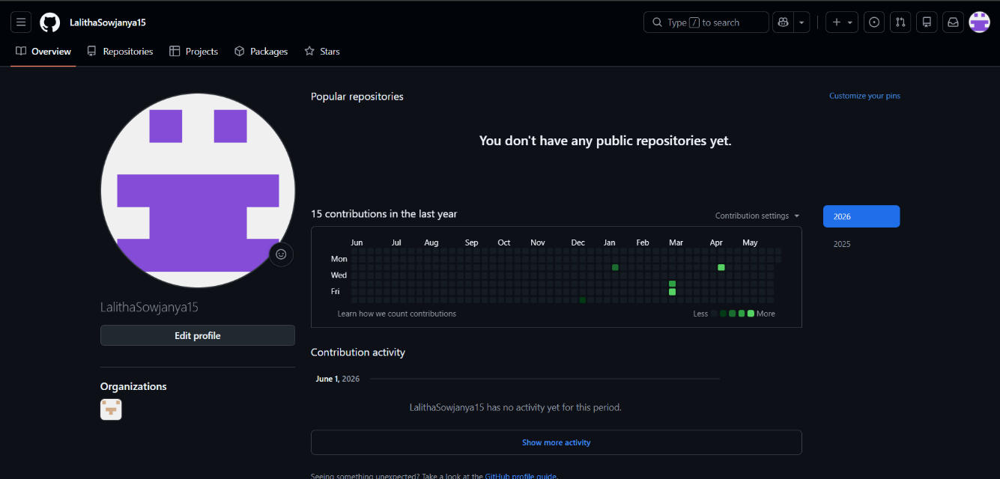 LalithaSowjanya15
Type / to search
Overview Repositories Projects Packages Stars
Popular repositories
Customize your pins
You don't have any public repositories yet.
15 contributions in the last year
Contribution settings
2026
2025
Jun Jul Aug Sep Oct Nov Dec Jan Feb Mar Apr May
Mon
Wed
Fri
Learn how we count contributions
Less More
LalithaSowjanya15
Edit profile
Organizations
Contribution activity
June 1, 2026
LalithaSowjanya15 has no activity yet for this period.
Show more activity
Seeing something unexpected? Take a look at the GitHub profile guide.